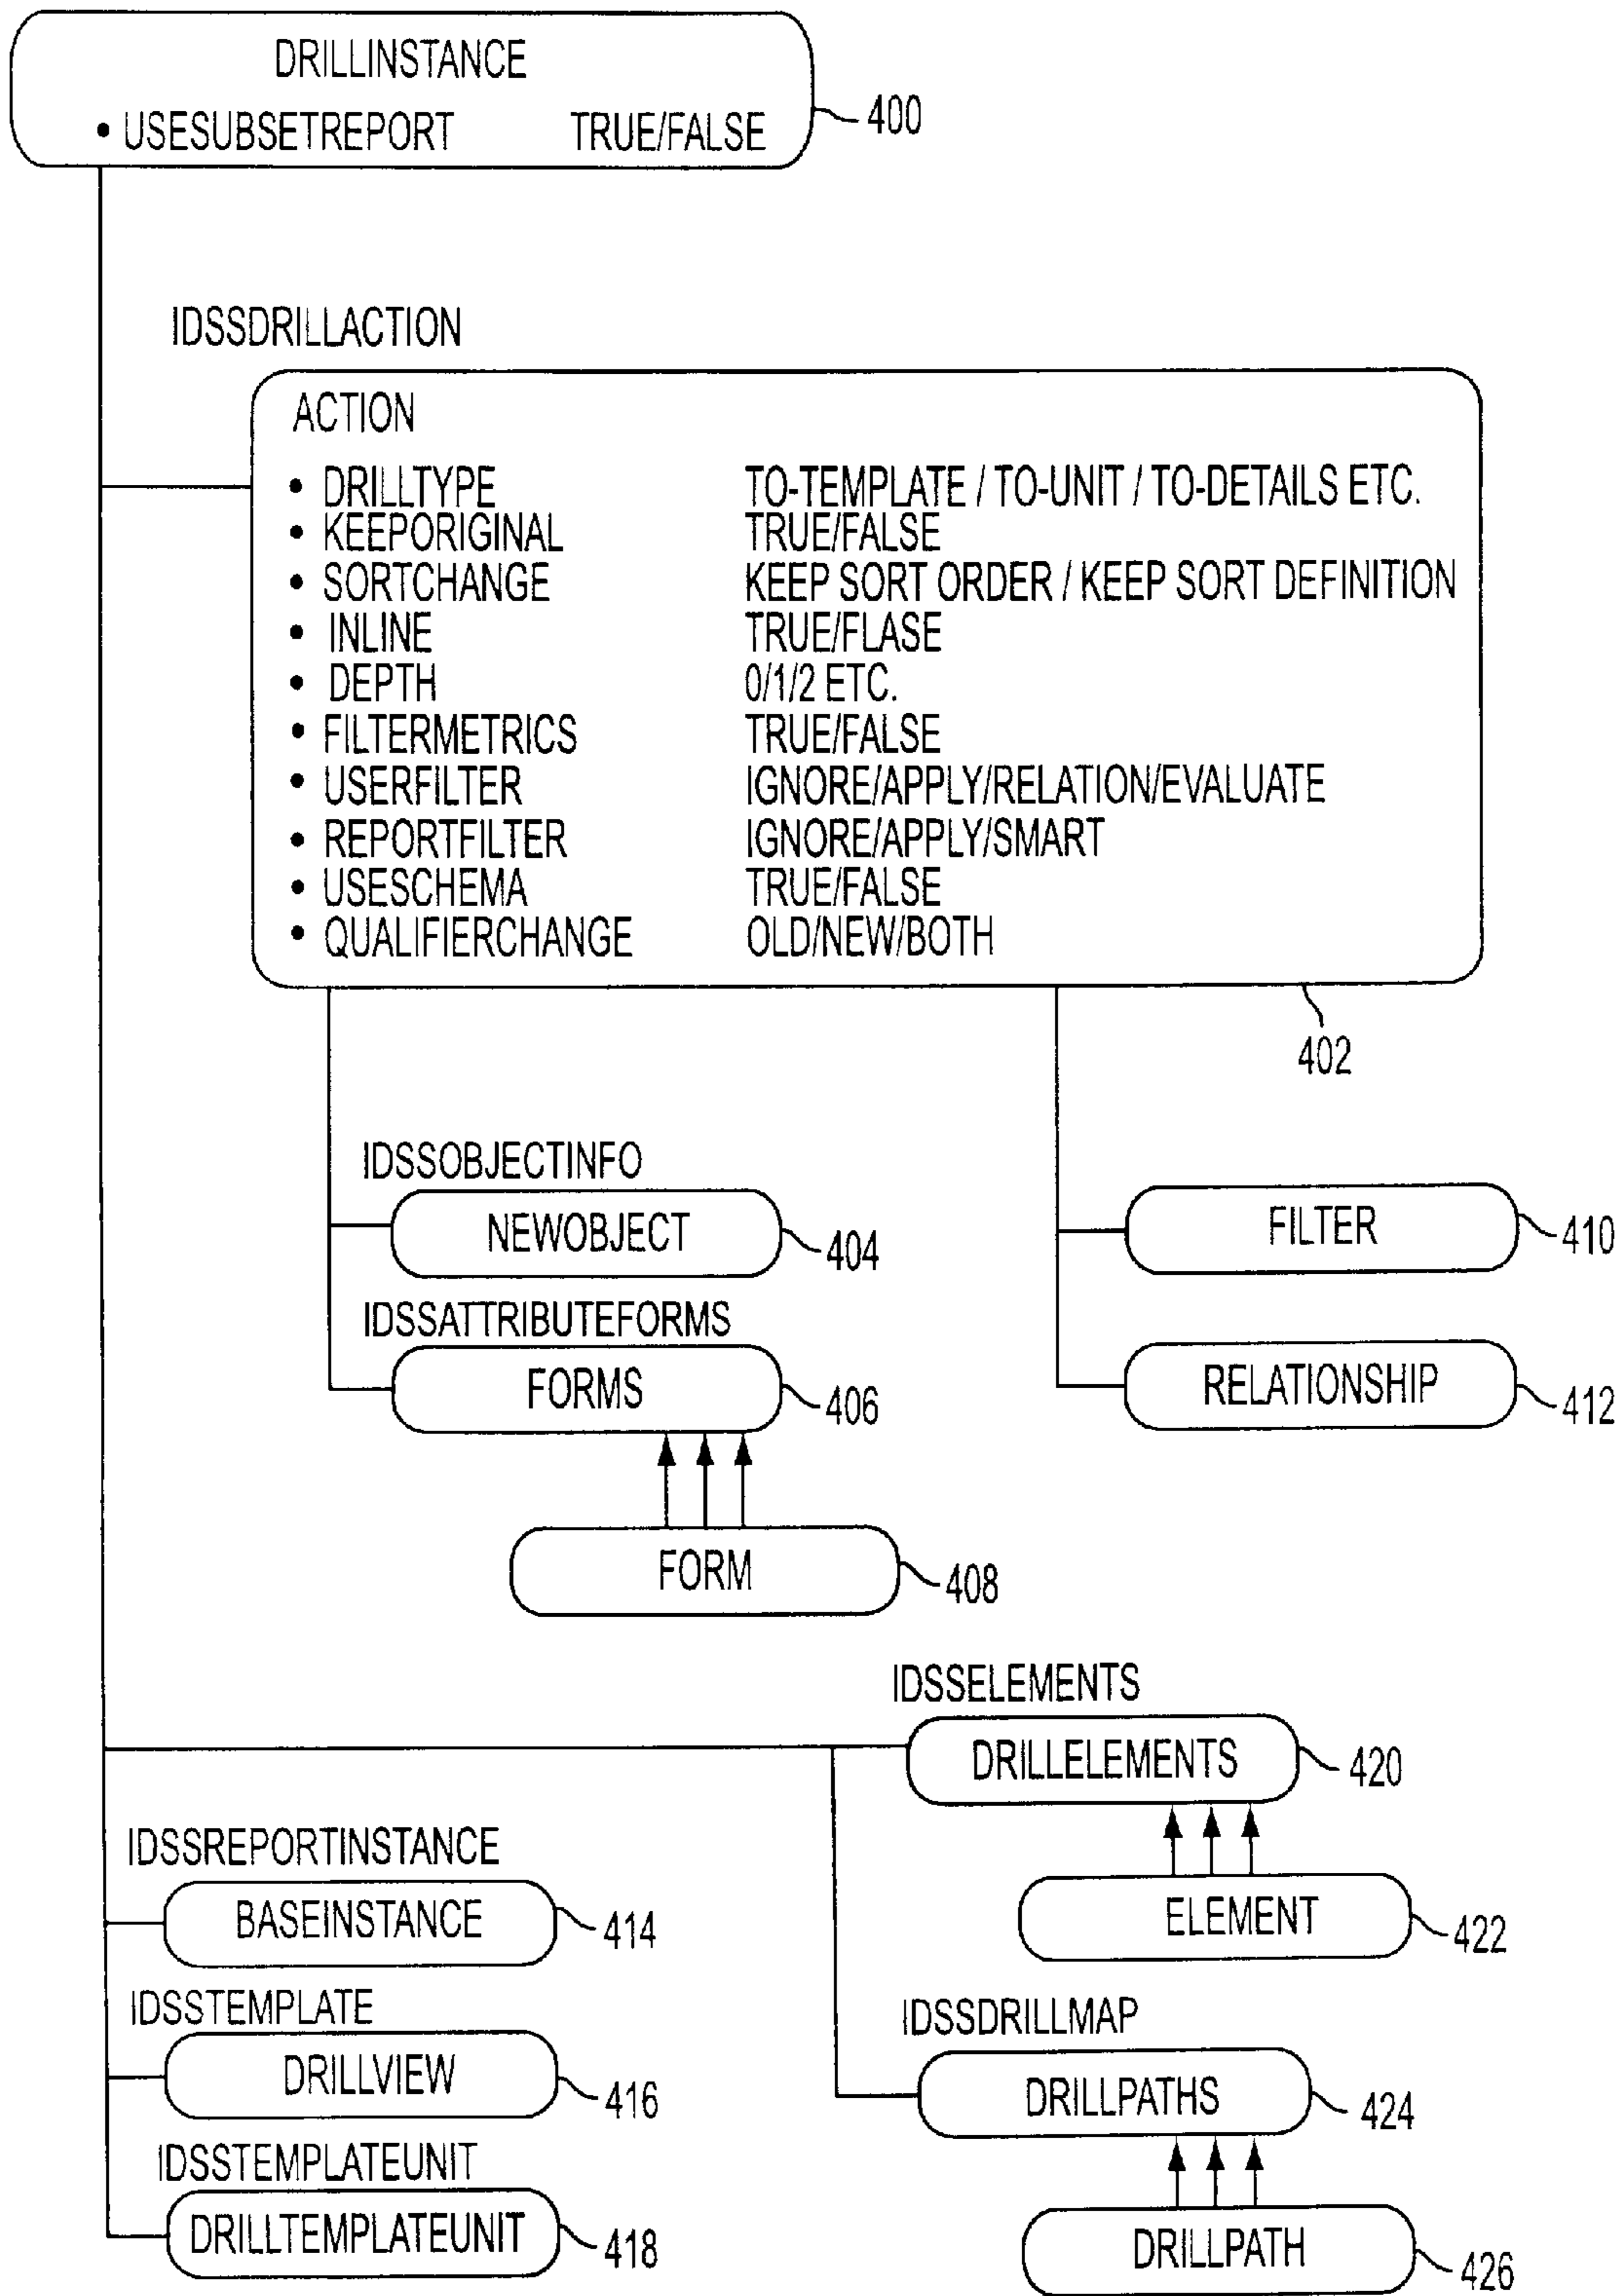 DRILLINSTANCE
• USESUBSETREPORT TRUE/FALSE
400
IDSSDRILLACTION
ACTION
• DRILLTYPE TO-TEMPLATE / TO-UNIT / TO-DETAILS ETC.
• KEEPORIGINAL TRUE/FALSE
• SORTCHANGE KEEP SORT ORDER / KEEP SORT DEFINITION
• INLINE TRUE/FLASE
• DEPTH 0/1/2 ETC.
• FILTERMETRICS TRUE/FALSE
• USERFILTER IGNORE/APPLY/RELATION/EVALUATE
• REPORTFILTER IGNORE/APPLY/SMART
• USESCHEMA TRUE/FALSE
• QUALIFIERCHANGE OLD/NEW/BOTH
402
IDSSOBJECTINFO
NEWOBJECT 404
FILTER 410
IDSSATTRIBUTEFORMS
FORMS 406
RELATIONSHIP 412
FORM 408
IDSSELEMENTS
DRILLELEMENTS 420
IDSSREPORTINSTANCE
BASEINSTANCE 414
ELEMENT 422
IDSSTEMPLATE
IDSSDRILLMAP
DRILLVIEW 416
DRILLPATHS 424
IDSSTEMPLATEUNIT
DRILLTEMPLATEUNIT 418
DRILLPATH 426